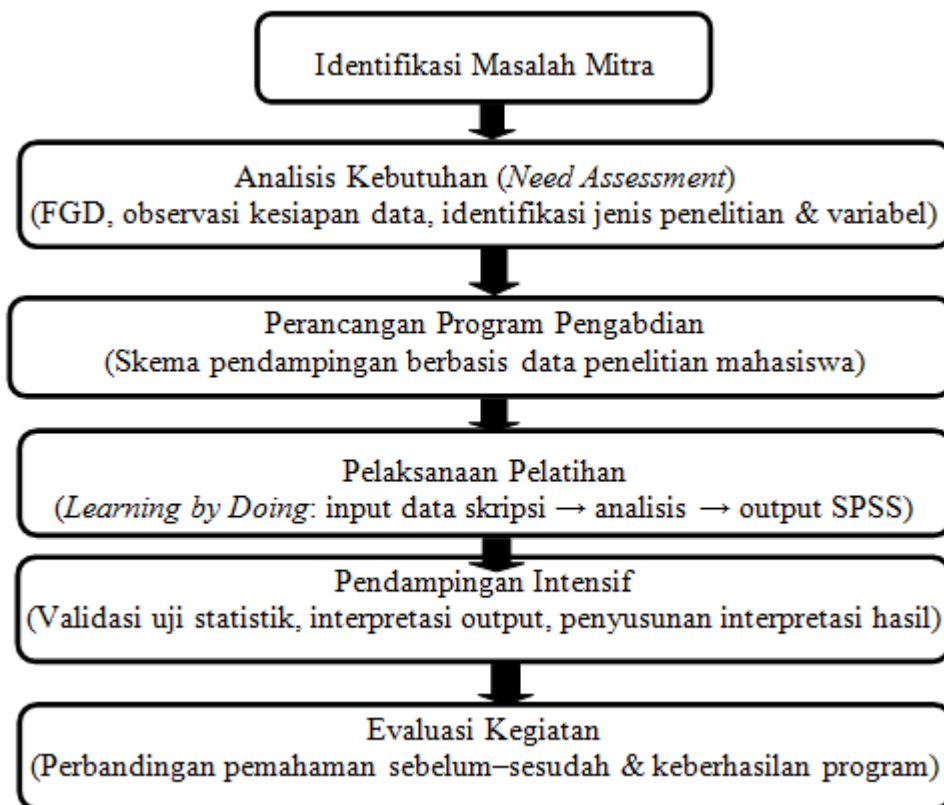 Identifikasi Masalah Mitra
Analisis Kebutuhan (Need Assessment)
(FGD, observasi kesiapan data, identifikasi jenis penelitian & variabel)
Perancangan Program Pengabdian
(Skema pendampingan berbasis data penelitian mahasiswa)
Pelaksanaan Pelatihan
(Learning by Doing: input data skripsi → analisis → output SPSS)
Pendampingan Intensif
(Validasi uji statistik, interpretasi output, penyusunan interpretasi hasil)
Evaluasi Kegiatan
(Perbandingan pemahaman sebelum–sesudah & keberhasilan program)